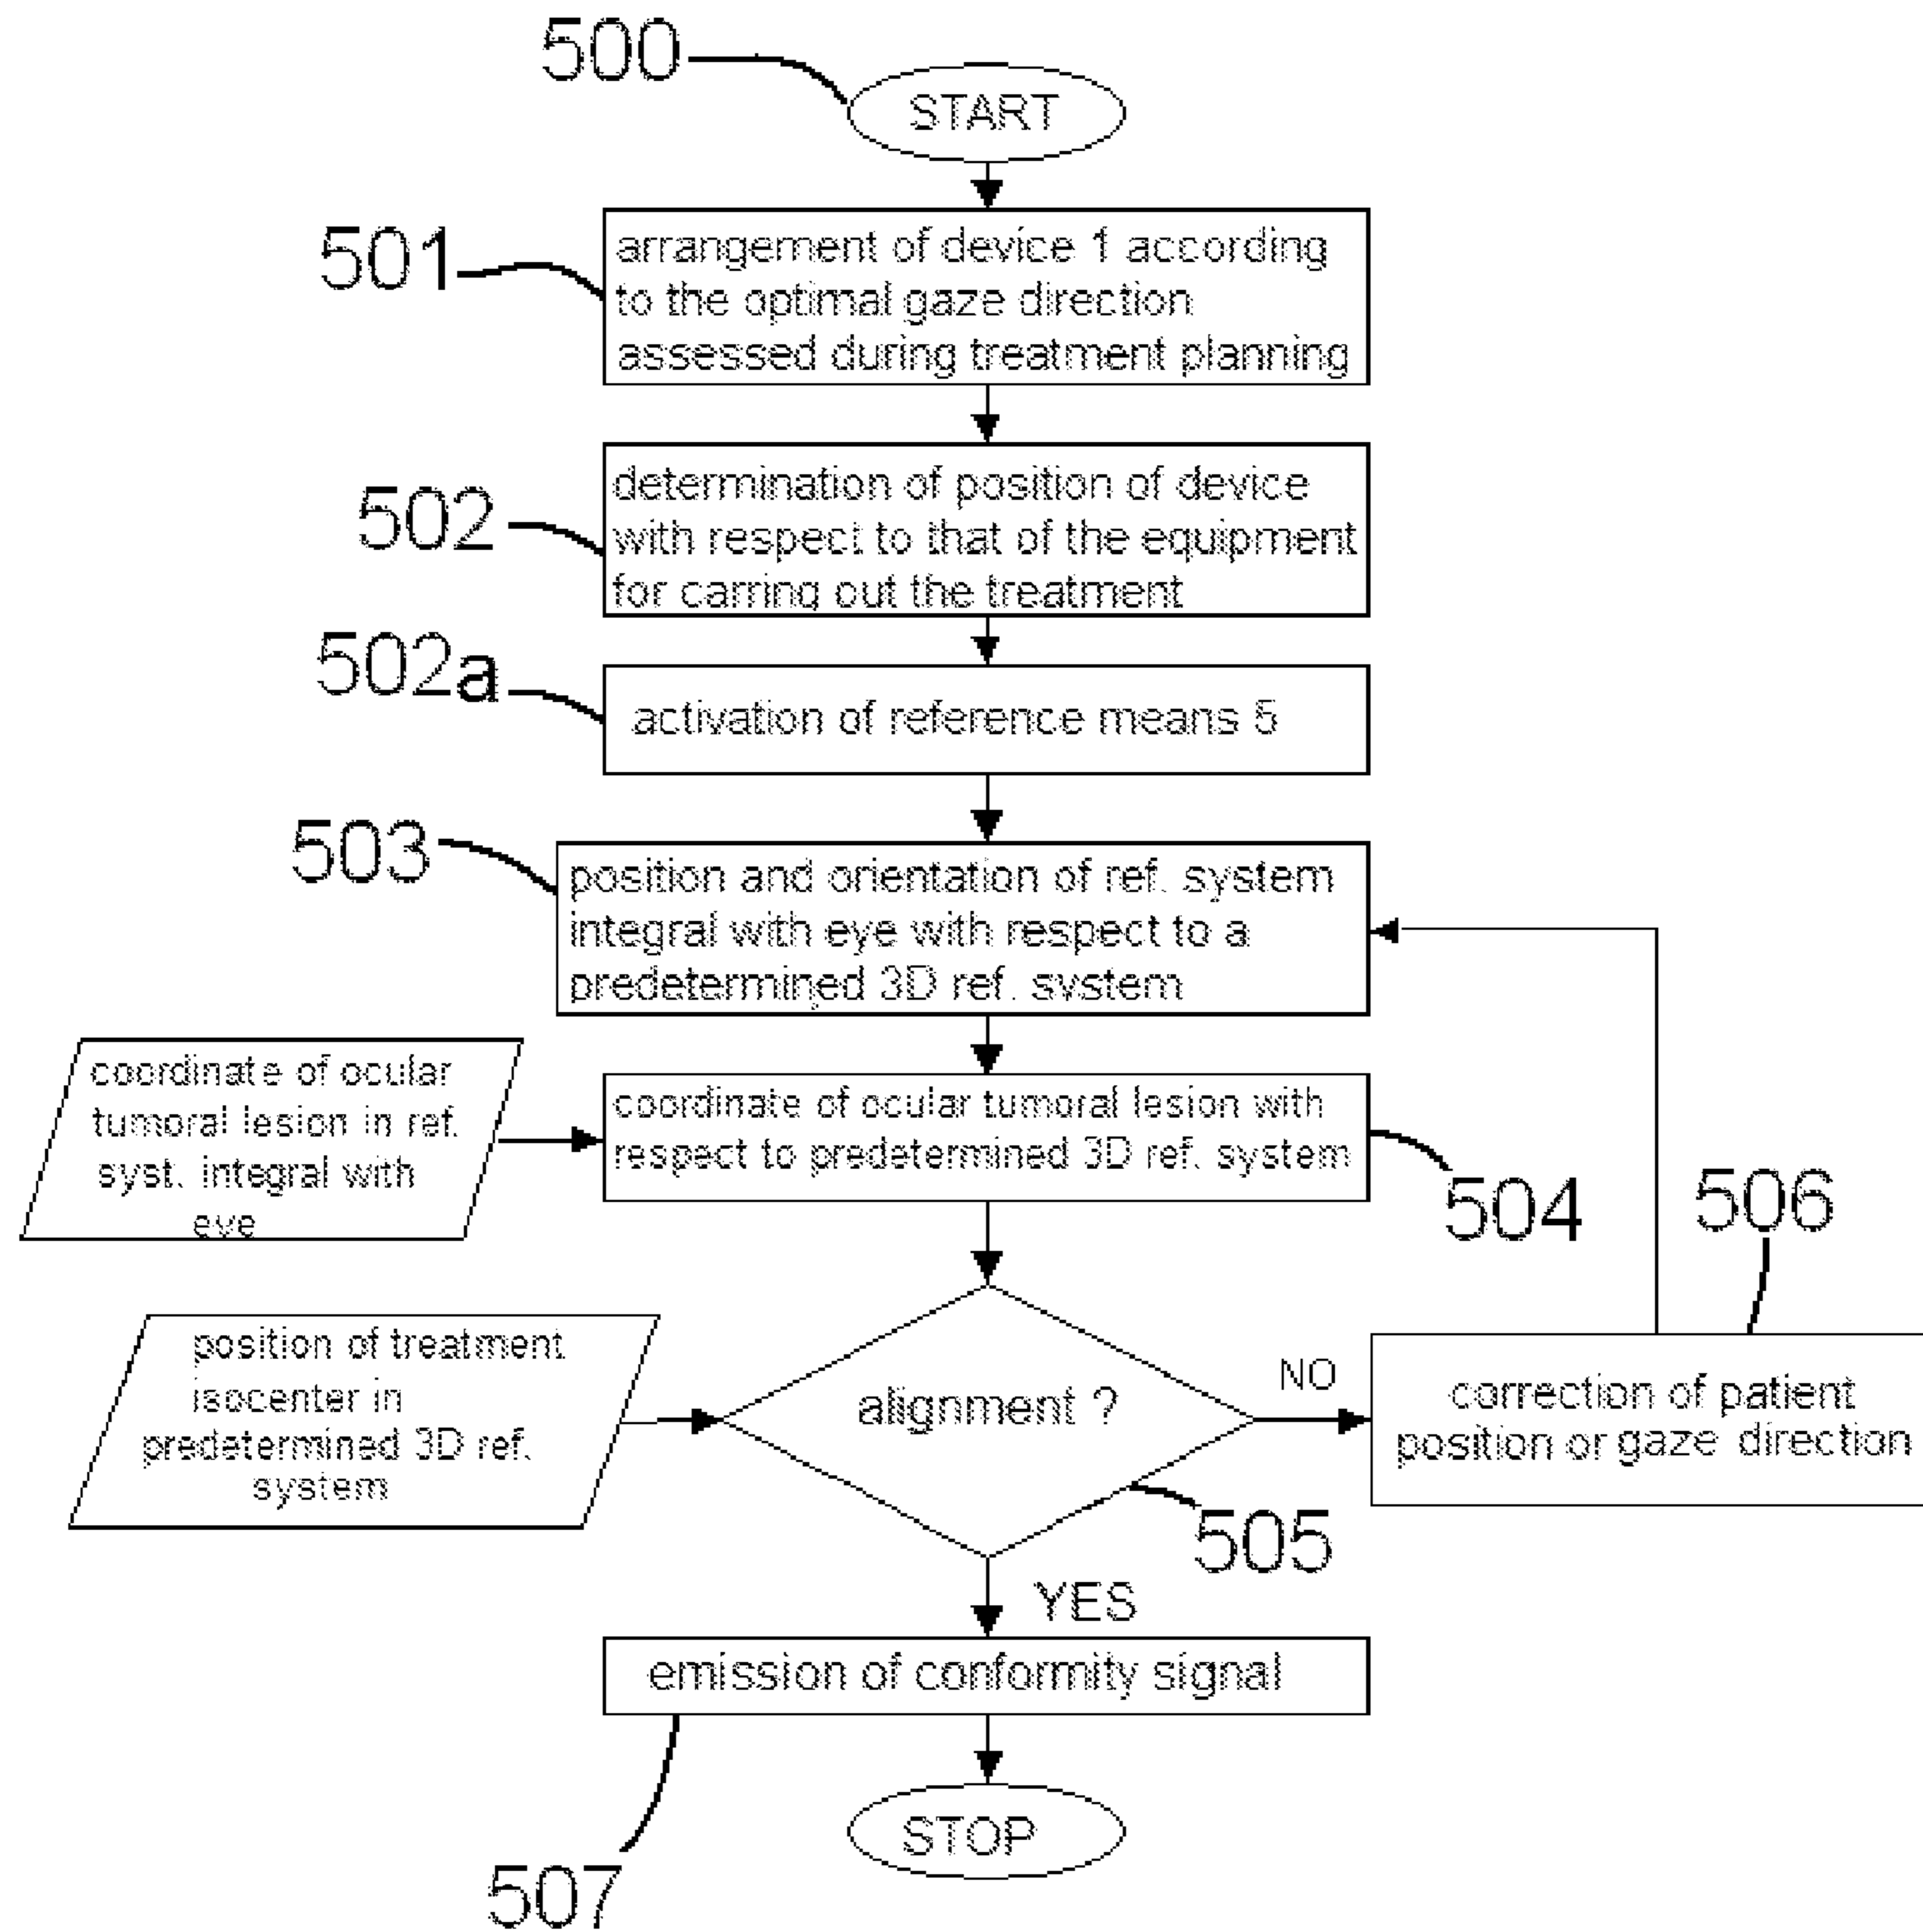 500
START
501
arrangement of device 1 according
to the optimal gaze direction
assessed during treatment planning
502
determination of position of device
with respect to that of the equipment
for carring out the treatment
502a
activation of reference means 5
503
position and orientation of ref. system
integral with eye with respect to a
predetermined 3D ref. system
coordinate of ocular
tumoral lesion in ref.
syst. integral with
eye
coordinate of ocular tumoral lesion with
respect to predetermined 3D ref. system
504
506
position of treatment
isocenter in
predetermined 3D ref.
system
alignment ?
NO
correction of patient
position or gaze direction
505
YES
emission of conformity signal
507
STOP